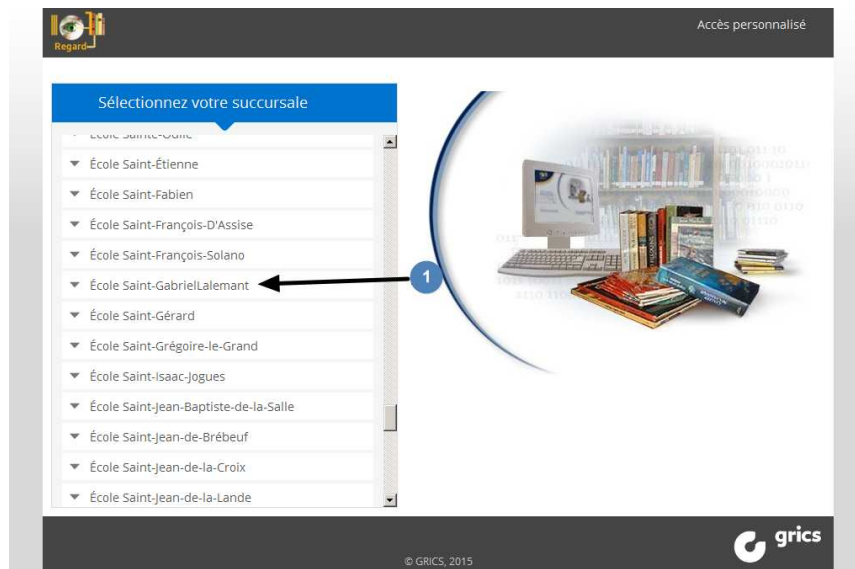 Regard
Accès personnalisé
Sélectionnez votre succursale
École Sainte-Odile
École Saint-Étienne
École Saint-Fabien
École Saint-François-D'Assise
École Saint-François-Solano
École Saint-GabrielLalemant
1
École Saint-Gérard
École Saint-Grégoire-le-Grand
École Saint-Isaac-Jogues
École Saint-Jean-Baptiste-de-la-Salle
École Saint-Jean-de-Brébeuf
École Saint-Jean-de-la-Croix
École Saint-Jean-de-la-Lande
grics
© GRICS, 2015